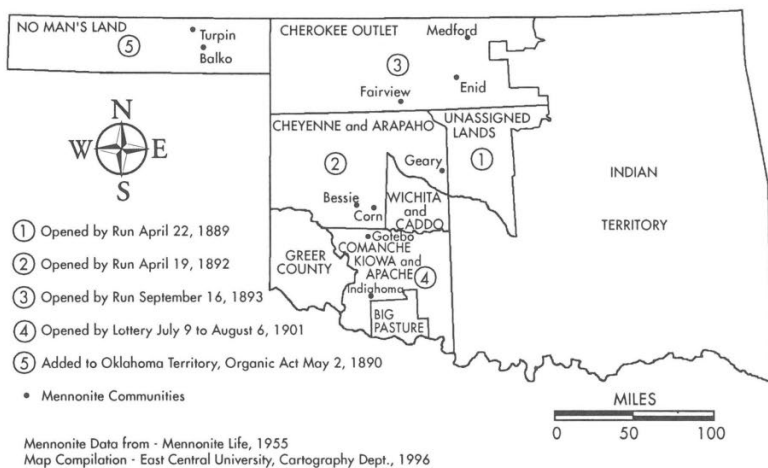 NO MAN'S LAND
5
Turpin
Balko
CHEROKEE OUTLET
Medford
3
Enid
Fairview
CHEYENNE and ARAPAHO
UNASSIGNED
LANDS
1
2
Geary
INDIAN
TERRITORY
N
W E
S
Bessie
Corn
WICHITA
and
CADDO
GREER
COUNTY
Gotebo
COMANCHE
KIOWA and
APACHE
4
Indiahoma
BIG
PASTURE
1 Opened by Run April 22, 1889
2 Opened by Run April 19, 1892
3 Opened by Run September 16, 1893
4 Opened by Lottery July 9 to August 6, 1901
5 Added to Oklahoma Territory, Organic Act May 2, 1890
• Mennonite Communities
MILES
0 50 100
Mennonite Data from - Mennonite Life, 1955
Map Compilation - East Central University, Cartography Dept., 1996